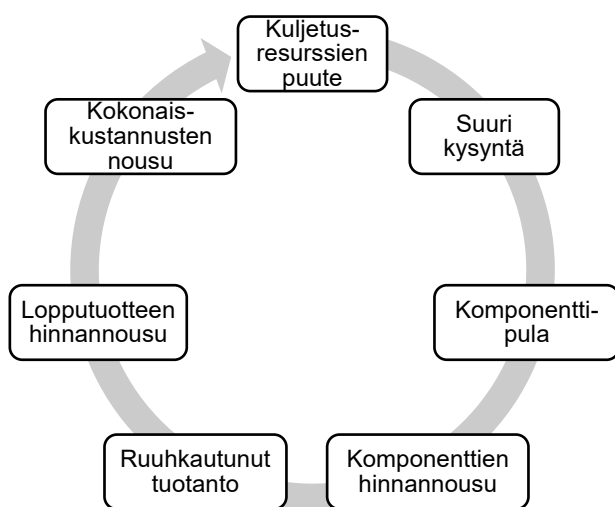 Kuljetus-
resurssien
puute
Suuri
kysyntä
Komponentti-
pula
Komponenttien
hinnannousu
Ruuhkautunut
tuotanto
Lopputuotteen
hinnannousu
Kokonais-
kustannusten
nousu